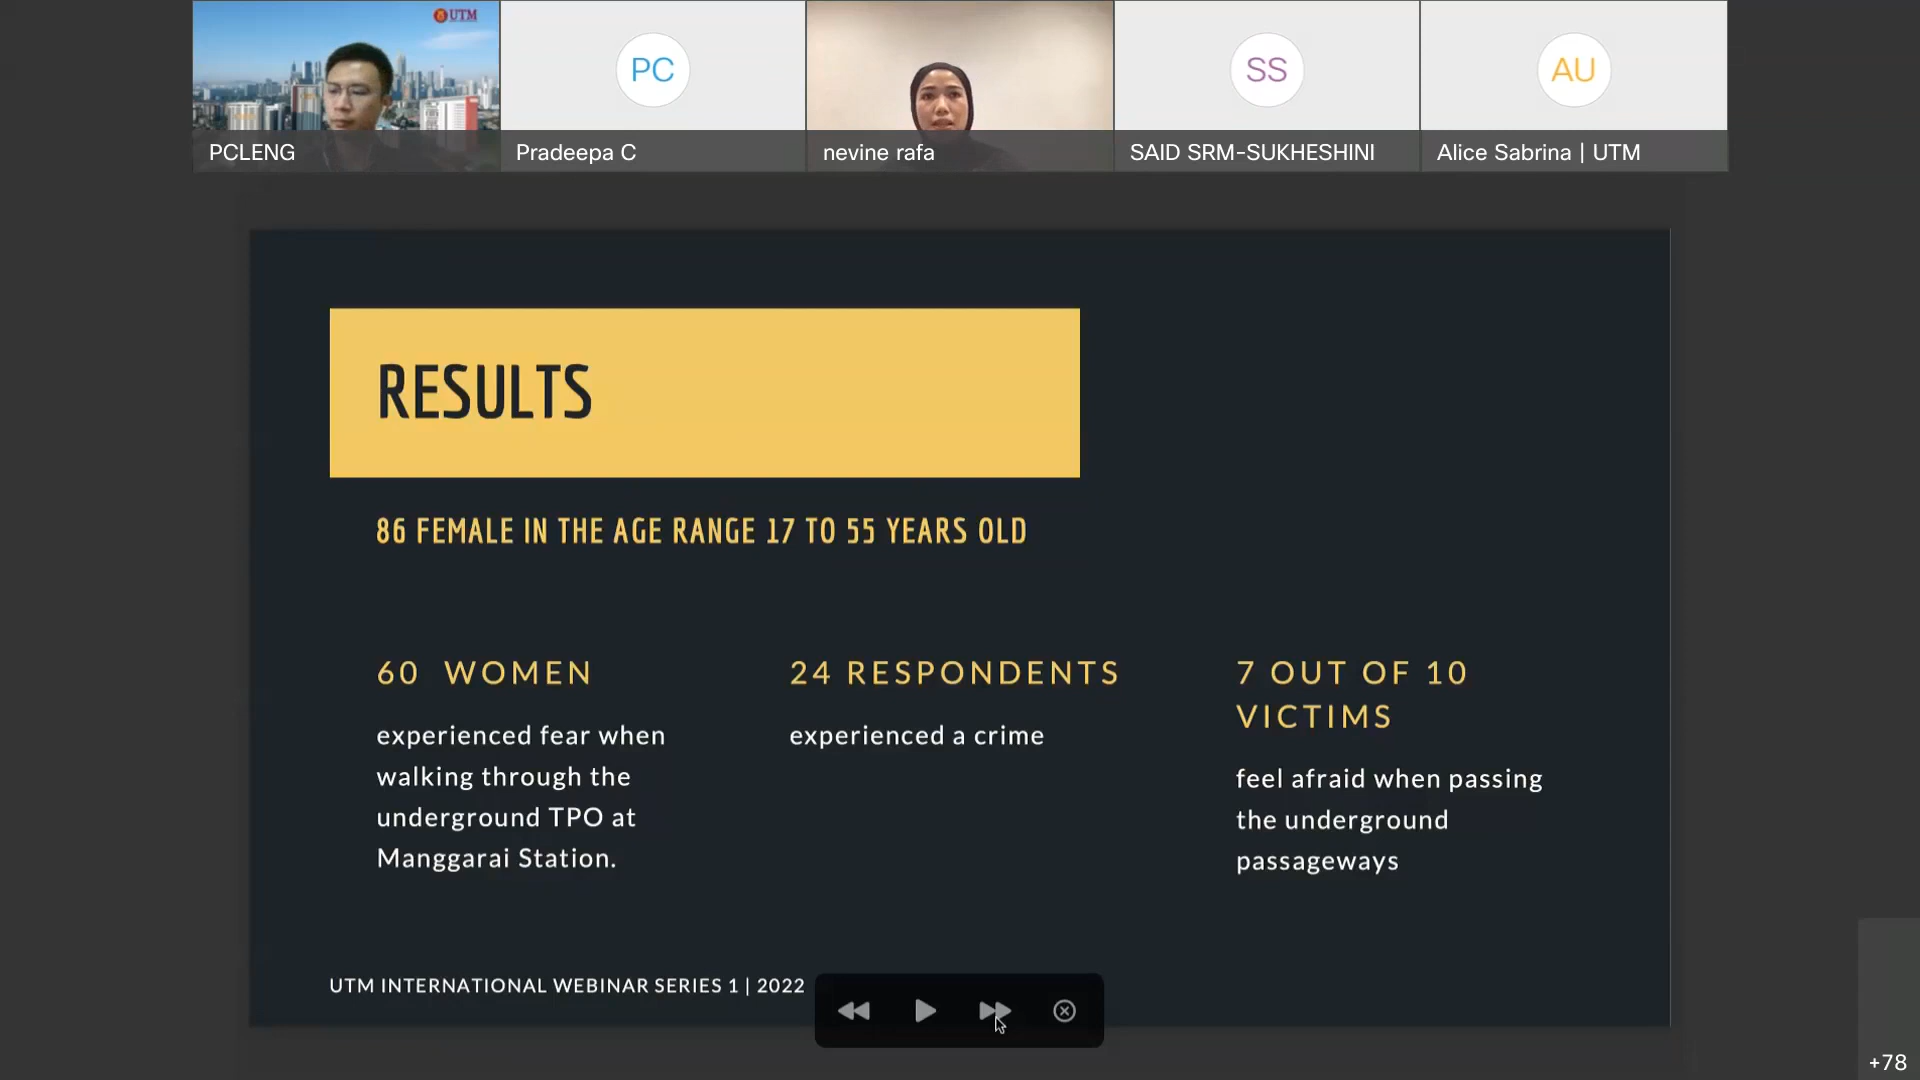 UTM
PC
SS
AU
PCLENG
Pradeepa C
nevine rafa
SAID SRM-SUKHESHINI
Alice Sabrina | UTM
RESULTS
86 FEMALE IN THE AGE RANGE 17 TO 55 YEARS OLD
60 WOMEN
experienced fear when
walking through the
underground TPO at
Manggarai Station.
24 RESPONDENTS
experienced a crime
7 OUT OF 10
VICTIMS
feel afraid when passing
the underground
passageways
UTM INTERNATIONAL WEBINAR SERIES 1 | 2022
+78